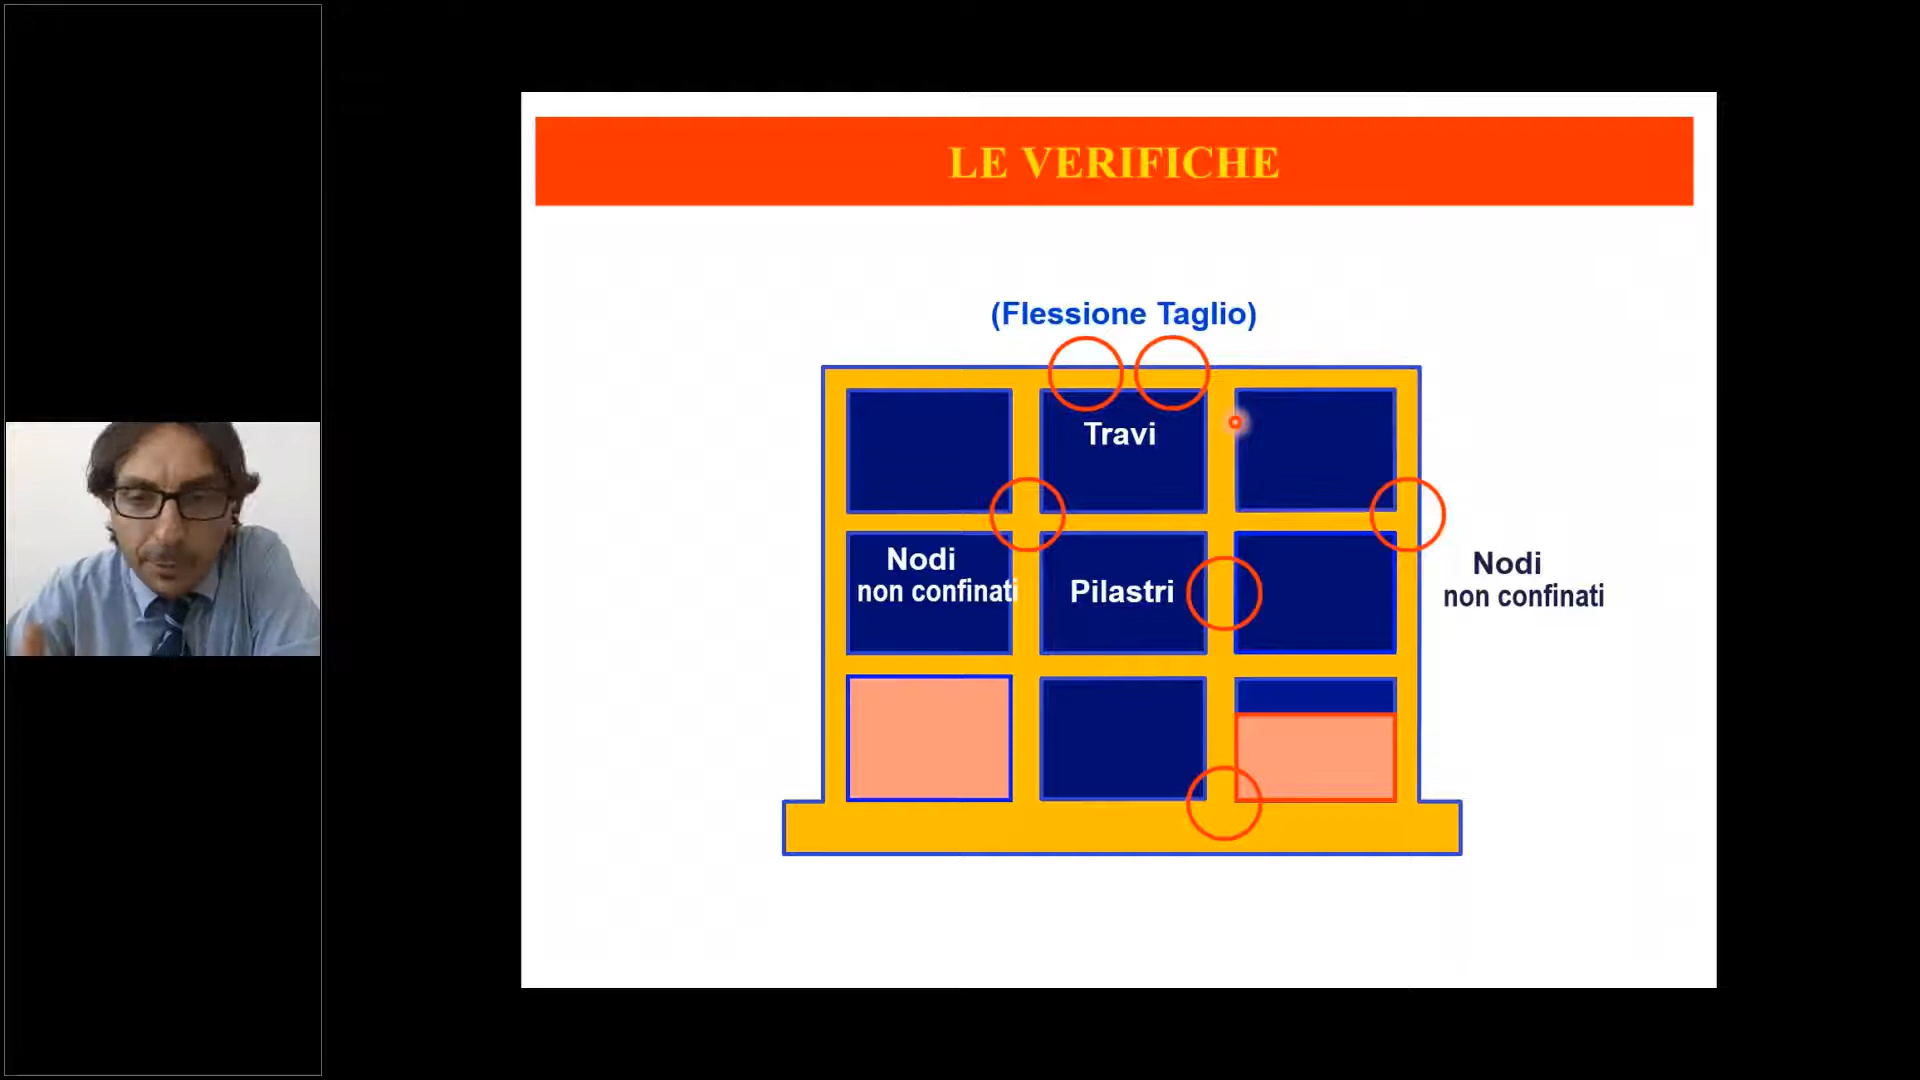 LE VERIFICHE
(Flessione Taglio)
Travi
Nodi
non confinati
Pilastri
Nodi
non confinati